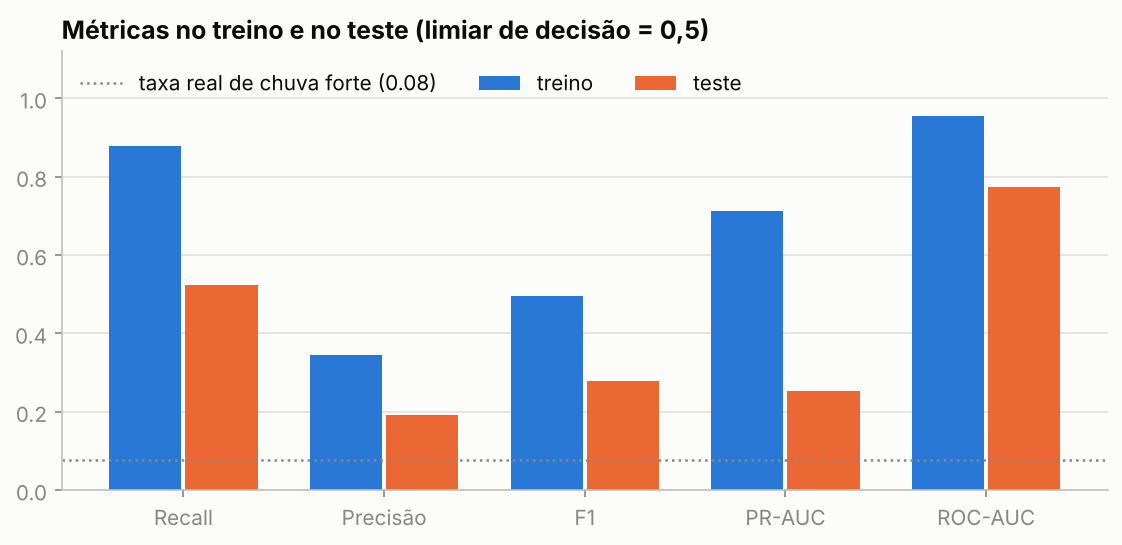 Métricas no treino e no teste (limiar de decisão = 0,5)
taxa real de chuva forte (0.08) treino teste
1.0
0.8
0.6
0.4
0.2
0.0
Recall Precisão F1 PR-AUC ROC-AUC